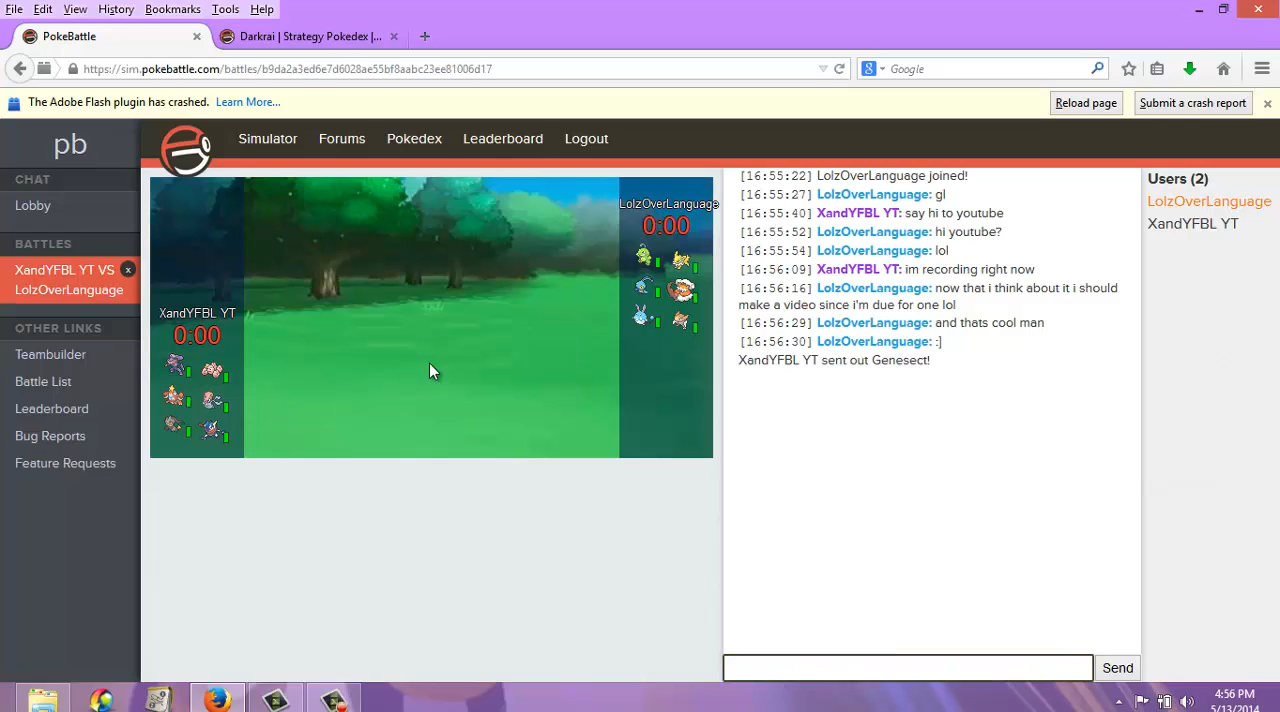 File Edit View History Bookmarks Tools Help
PokeBattle
Darkrai | Strategy Pokedex |...
https://sim.pokebattle.com/battles/b9da2a3ed6e7d6028ae55bf8aabc23ee81006d17
Google
The Adobe Flash plugin has crashed. Learn More...
Reload page
Submit a crash report
pb
Simulator Forums Pokedex Leaderboard Logout
CHAT
Lobby
BATTLES
XandYFBL YT VS x
LolzOverLanguage
OTHER LINKS
Teambuilder
Battle List
Leaderboard
Bug Reports
Feature Requests
XandYFBL YT
0:00
LolzOverLanguage
0:00
[16:55:22] LolzOverLanguage joined!
[16:55:27] LolzOverLanguage: gl
[16:55:40] XandYFBL YT: say hi to youtube
[16:55:52] LolzOverLanguage: hi youtube?
[16:55:54] LolzOverLanguage: lol
[16:56:09] XandYFBL YT: im recording right now
[16:56:16] LolzOverLanguage: now that i think about it i should
make a video since i'm due for one lol
[16:56:29] LolzOverLanguage: and thats cool man
[16:56:30] LolzOverLanguage: :]
XandYFBL YT sent out Genesect!
Send
Users (2)
LolzOverLanguage
XandYFBL YT
4:56 PM
5/13/2014